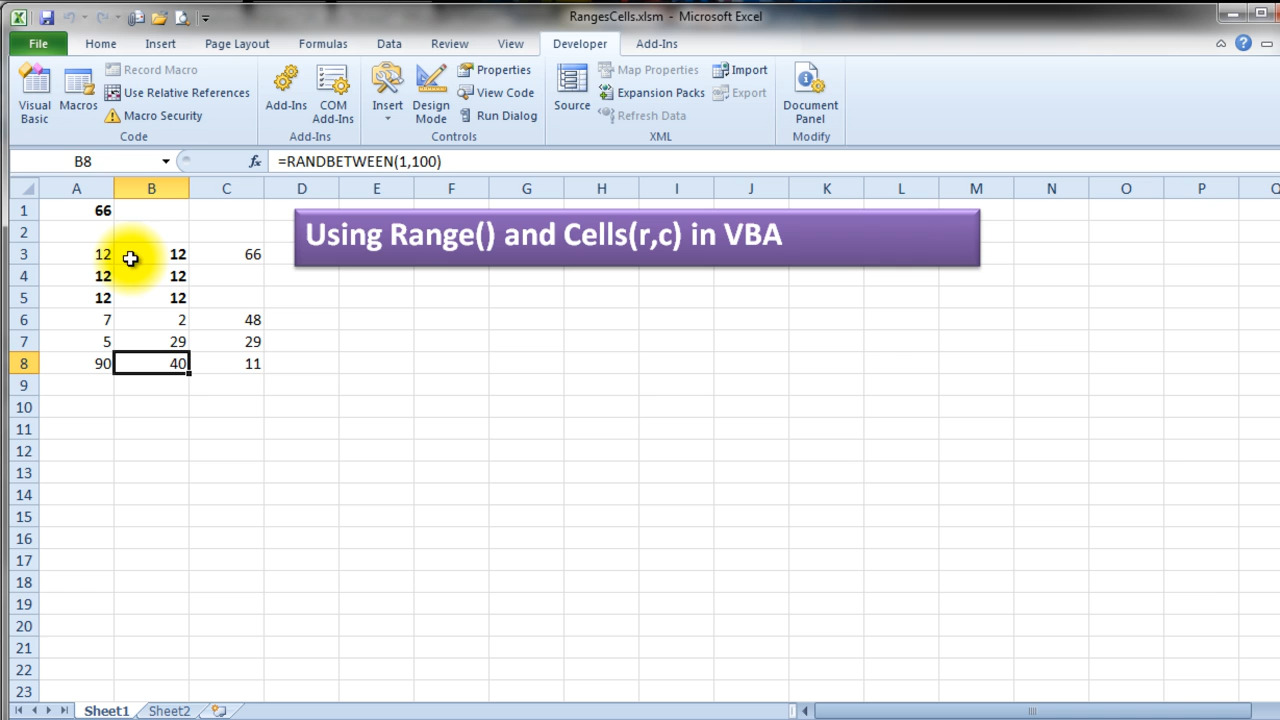 RangesCells.xlsm - Microsoft Excel
File Home Insert Page Layout Formulas Data Review View Developer Add-Ins
Visual Basic
Macros
Record Macro
Use Relative References
Macro Security
Code
Add-Ins
COM Add-Ins
Add-Ins
Insert
Design Mode
Properties
View Code
Run Dialog
Controls
Source
Map Properties
Expansion Packs
Refresh Data
Import
Export
XML
Document Panel
Modify
B8 fx =RANDBETWEEN(1,100)
A B C D E F G H I J K L M N O P Q
1 66
2
Using Range() and Cells(r,c) in VBA
3 12 12 66
4 12 12
5 12 12
6 7 2 48
7 5 29 29
8 90 40 11
9
10
11
12
13
14
15
16
17
18
19
20
21
22
23
Sheet1 Sheet2